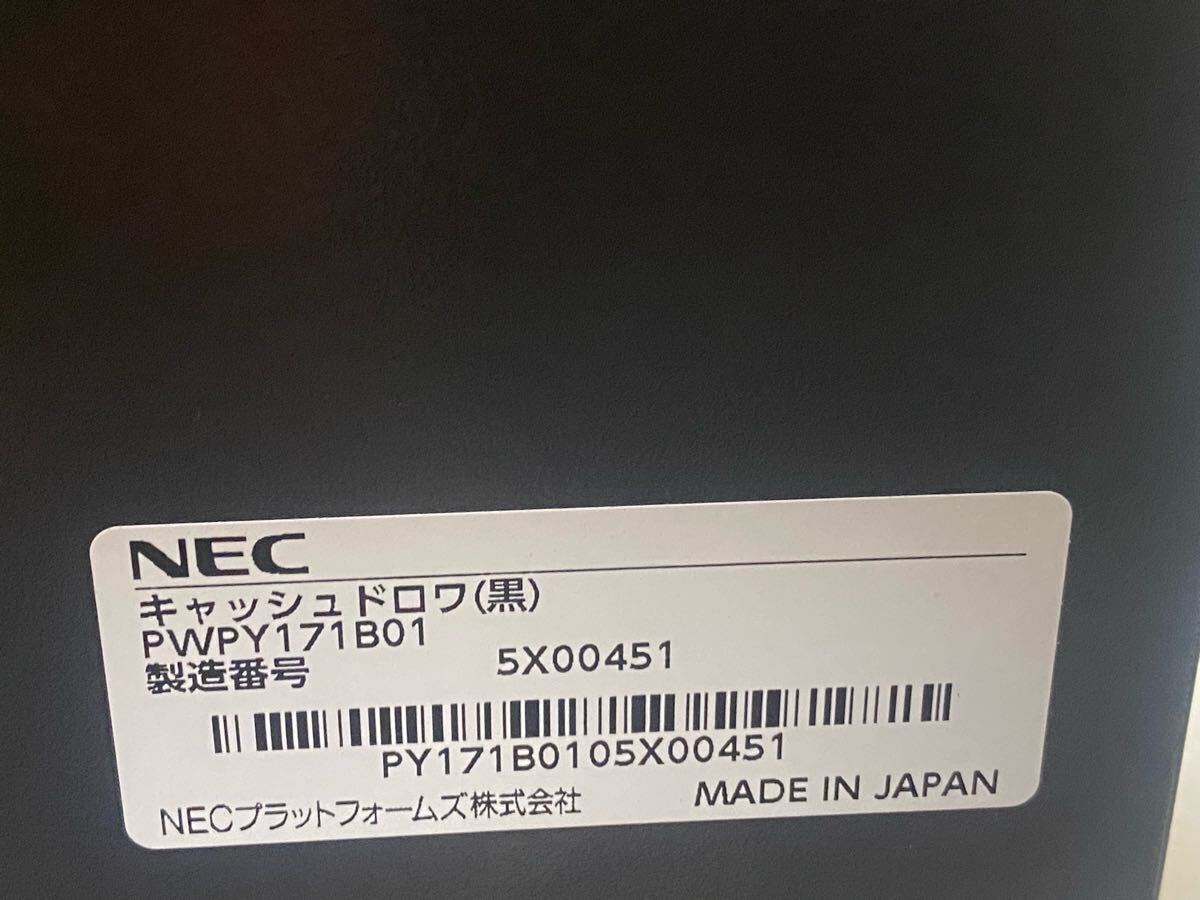 NEC
キャッシュドロワ(黒)
PWPY171B01
製造番号 5X00451
PY171B0105X00451
NECプラットフォームズ株式会社 MADE IN JAPAN